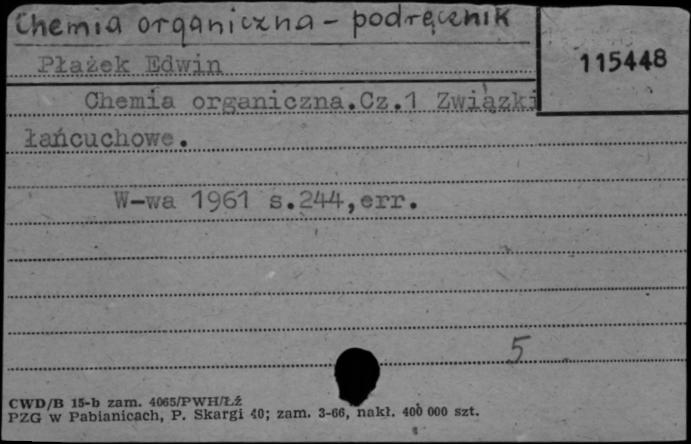 Chemia organiczna - podręcznik
115448
Płażek Edwin
Chemia organiczna.Cz.1 Związki
łańcuchowe.
W-wa 1961 s.244,err.
5
CWD/B 15-b zam. 4065/PWH/Łź
PZG w Pabianicach, P. Skargi 40; zam. 3-66, nakł. 400 000 szt.